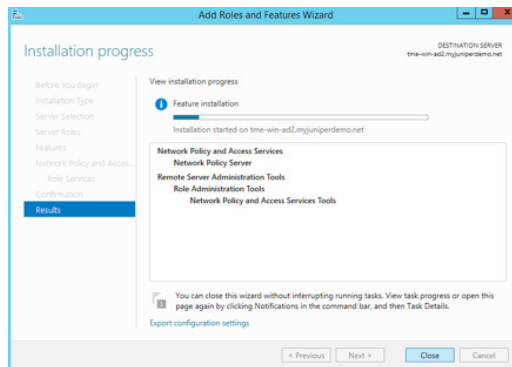 Add Roles and Features Wizard
Installation progress
DESTINATION SERVER
tme-win-ad2.myjuniperdemo.net
Before You Begin
Installation Type
Server Selection
Server Roles
Features
Network Policy and Acces...
Role Services
Confirmation
Results
View installation progress
Feature installation
Installation started on tme-win-ad2.myjuniperdemo.net
Network Policy and Access Services
Network Policy Server
Remote Server Administration Tools
Role Administration Tools
Network Policy and Access Services Tools
You can close this wizard without interrupting running tasks. View task progress or open this
page again by clicking Notifications in the command bar, and then Task Details.
Export configuration settings
< Previous
Next >
Close
Cancel